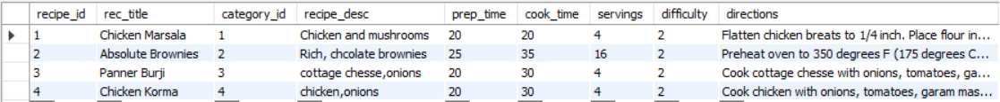 recipe_id rec_title category_id recipe_desc prep_time cook_time servings difficulty directions
1 Chicken Marsala 1 Chicken and mushrooms 20 20 4 2 Flatten chicken breats to 1/4 inch. Place flour in...
2 Absolute Brownies 2 Rich, chcolate brownies 25 35 16 2 Preheat oven to 350 degrees F (175 degrees C...
3 Panner Burji 3 cottage chesse,onions 20 30 4 2 Cook cottage chesse with onions, tomatoes, ga...
4 Chicken Korma 4 chicken,onions 20 30 4 2 Cook chicken with onions, tomatoes, garam mas...